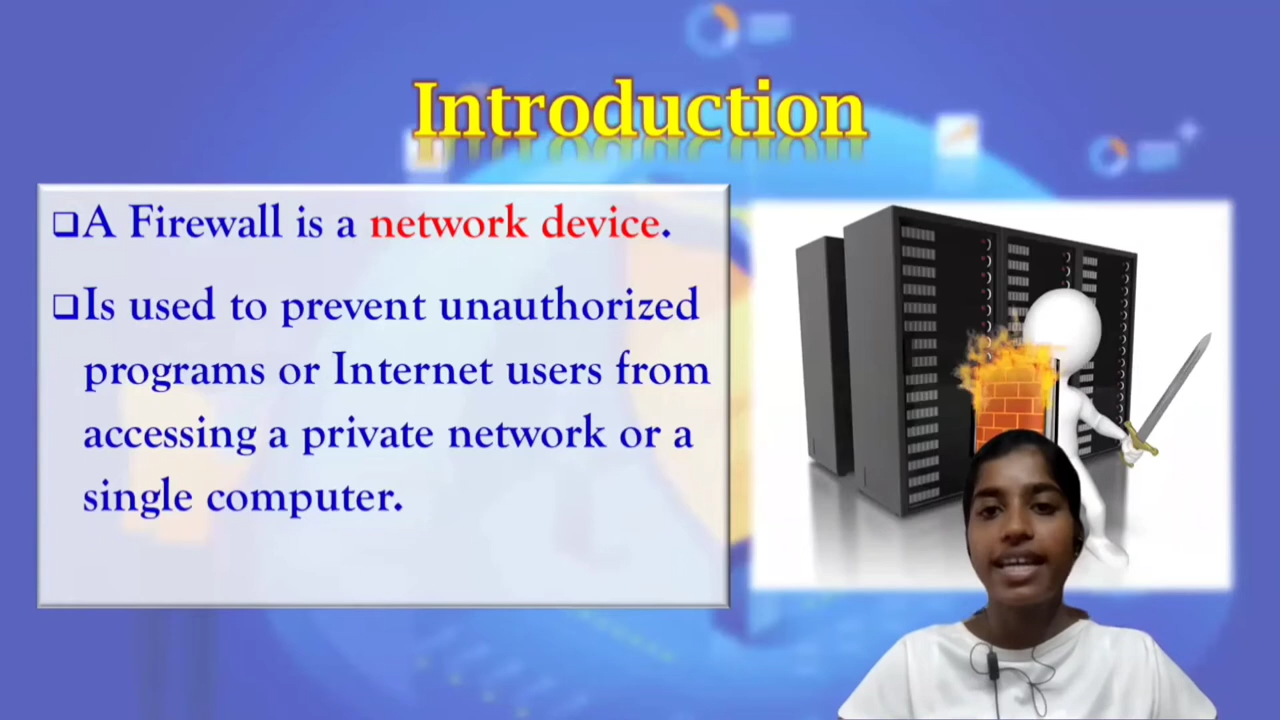 Introduction
❑A Firewall is a network device.
❑Is used to prevent unauthorized
programs or Internet users from
accessing a private network or a
single computer.